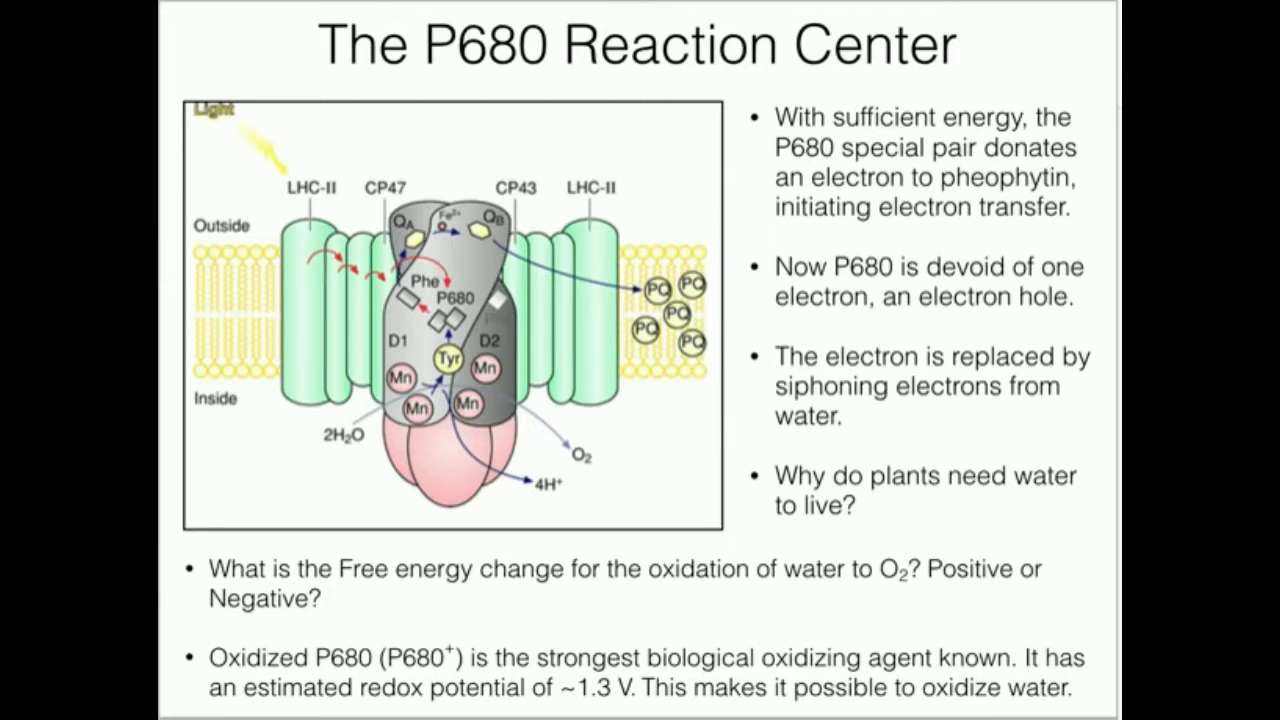 The P680 Reaction Center
Light
LHC-II
CP47
CP43
LHC-II
Outside
QA
Fe2+
QB
Phe
P680
PQ
PQ
PQ
PQ
PQ
D1
D2
Tyr
Mn
Mn
Mn
Mn
Inside
2H₂O
O₂
4H⁺
• With sufficient energy, the
P680 special pair donates
an electron to pheophytin,
initiating electron transfer.
• Now P680 is devoid of one
electron, an electron hole.
• The electron is replaced by
siphoning electrons from
water.
• Why do plants need water
to live?
• What is the Free energy change for the oxidation of water to O₂? Positive or
Negative?
• Oxidized P680 (P680⁺) is the strongest biological oxidizing agent known. It has
an estimated redox potential of ~1.3 V. This makes it possible to oxidize water.